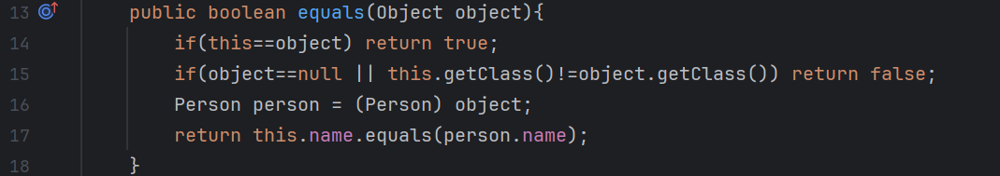 13 public boolean equals(Object object){
14 if(this==object) return true;
15 if(object==null || this.getClass()!=object.getClass()) return false;
16 Person person = (Person) object;
17 return this.name.equals(person.name);
18 }